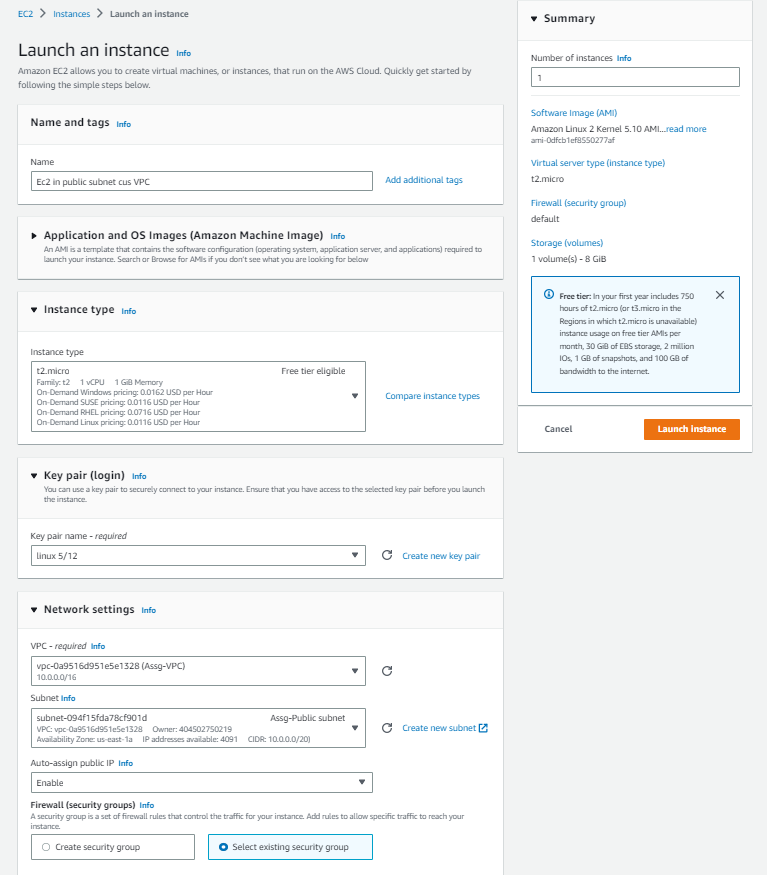 EC2 > Instances > Launch an instance
Launch an instance Info
Amazon EC2 allows you to create virtual machines, or instances, that run on the AWS Cloud. Quickly get started by
following the simple steps below.
Name and tags Info
Name
Ec2 in public subnet cus VPC
Add additional tags
Application and OS Images (Amazon Machine Image) Info
An AMI is a template that contains the software configuration (operating system, application server, and applications) required to
launch your instance. Search or Browse for AMIs if you don't see what you are looking for below
Instance type Info
Instance type
t2.micro Free tier eligible
Family: t2 1 vCPU 1 GiB Memory
On-Demand Windows pricing: 0.0162 USD per Hour
On-Demand SUSE pricing: 0.0116 USD per Hour
On-Demand RHEL pricing: 0.0716 USD per Hour
On-Demand Linux pricing: 0.0116 USD per Hour
Compare instance types
Key pair (login) Info
You can use a key pair to securely connect to your instance. Ensure that you have access to the selected key pair before you launch
the instance.
Key pair name - required
linux 5/12
Create new key pair
Network settings Info
VPC - required Info
vpc-0a9516d951e5e1328 (Assg-VPC)
10.0.0.0/16
Subnet Info
subnet-094f15fda78cf901d Assg-Public subnet
VPC: vpc-0a9516d951e5e1328 Owner: 404502750219
Availability Zone: us-east-1a IP addresses available: 4091 CIDR: 10.0.0.0/20)
Create new subnet
Auto-assign public IP Info
Enable
Firewall (security groups) Info
A security group is a set of firewall rules that control the traffic for your instance. Add rules to allow specific traffic to reach your
instance.
Create security group
Select existing security group
Summary
Number of instances Info
1
Software Image (AMI)
Amazon Linux 2 Kernel 5.10 AMI...read more
ami-0dfcb1ef8550277af
Virtual server type (instance type)
t2.micro
Firewall (security group)
default
Storage (volumes)
1 volume(s) - 8 GiB
Free tier: In your first year includes 750
hours of t2.micro (or t3.micro in the
Regions in which t2.micro is unavailable)
instance usage on free tier AMIs per
month, 30 GiB of EBS storage, 2 million
IOs, 1 GB of snapshots, and 100 GB of
bandwidth to the internet.
Cancel
Launch instance